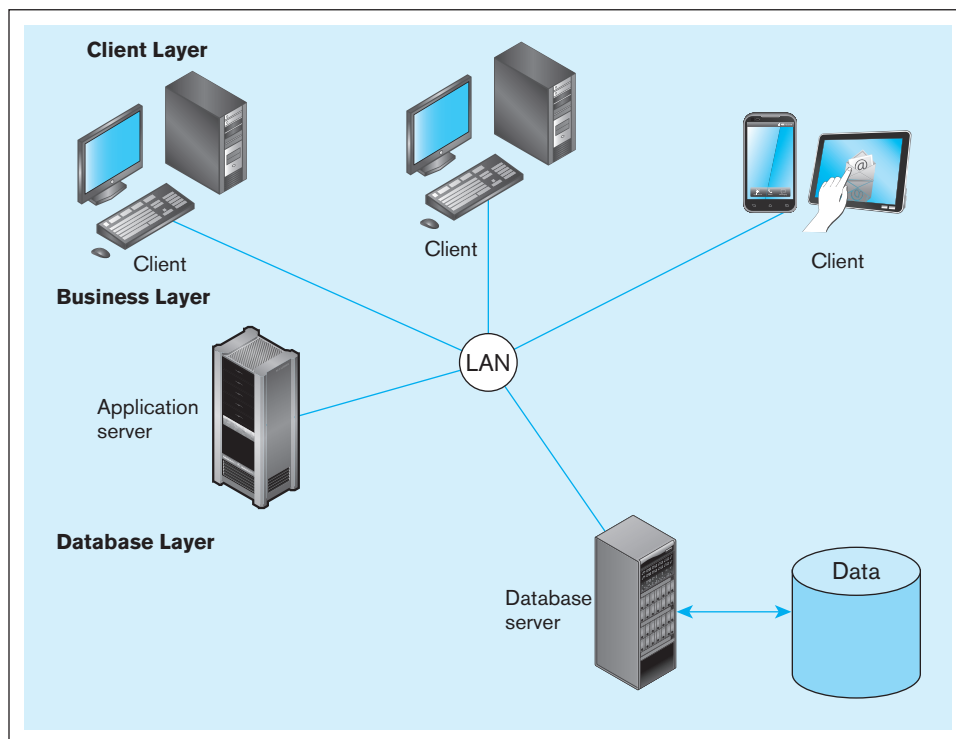 Client Layer
Client
Client
Client
Business Layer
LAN
Application
server
Database Layer
Data
Database
server
@